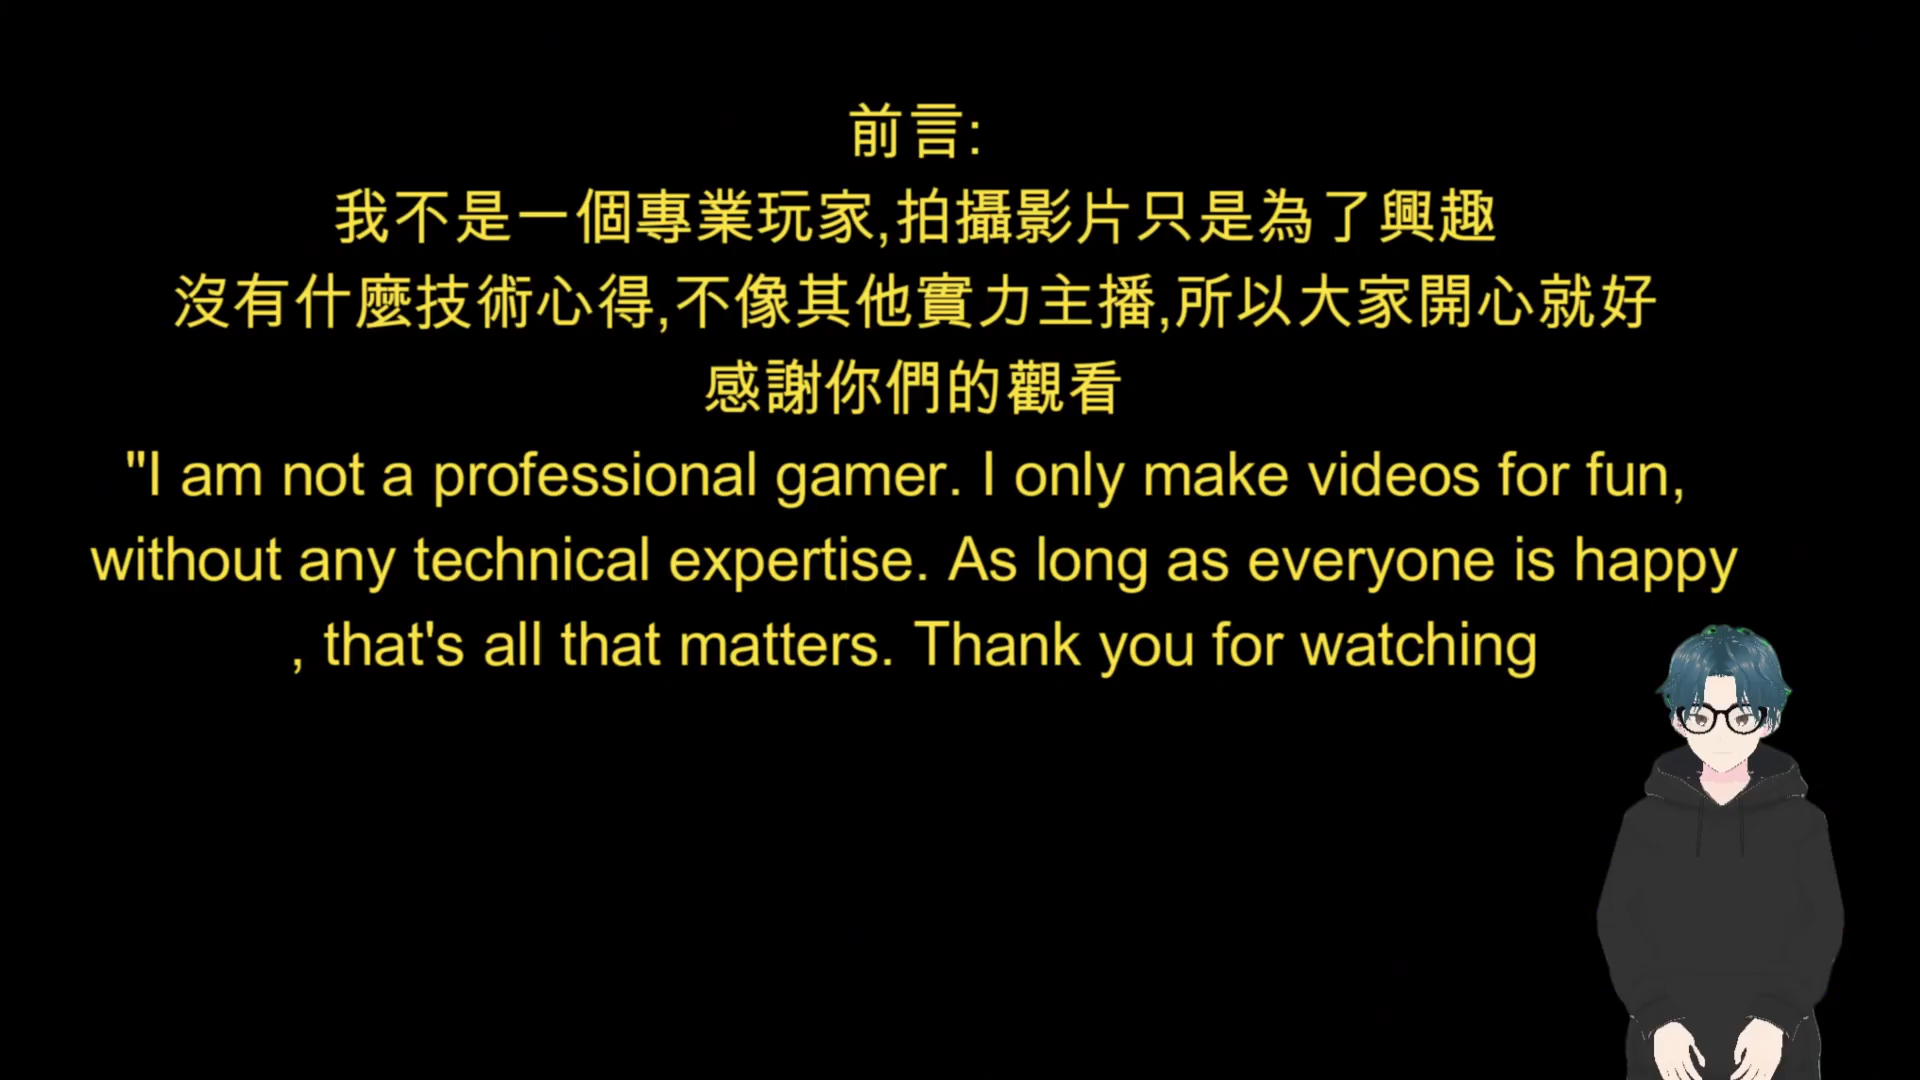 前言:
我不是一個專業玩家,拍攝影片只是為了興趣
沒有什麼技術心得,不像其他實力主播,所以大家開心就好
感謝你們的觀看
"I am not a professional gamer. I only make videos for fun,
without any technical expertise. As long as everyone is happy
, that's all that matters. Thank you for watching